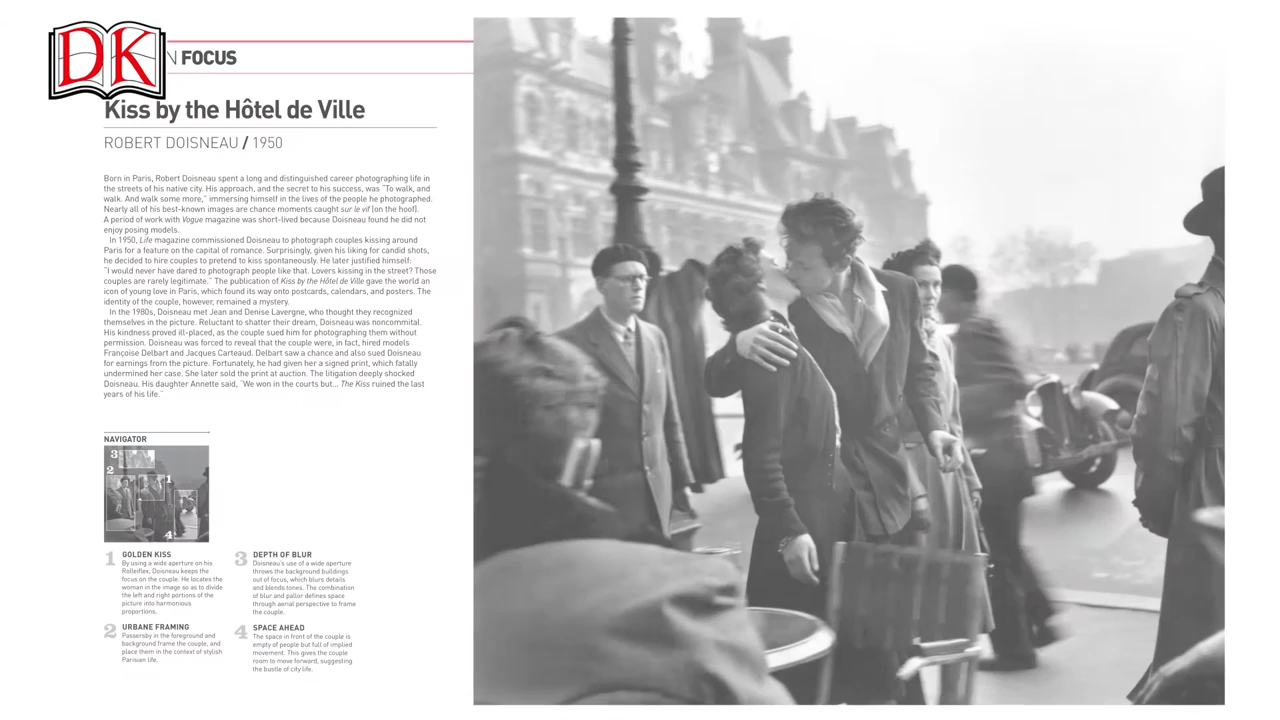 DK
N FOCUS
Kiss by the Hôtel de Ville
ROBERT DOISNEAU / 1950
Born in Paris, Robert Doisneau spent a long and distinguished career photographing life in
the streets of his native city. His approach, and the secret to his success, was “To walk, and
walk. And walk some more,” immersing himself in the lives of the people he photographed.
Nearly all of his best-known images are chance moments caught sur le vif (on the hoof).
A period of work with Vogue magazine was short-lived because Doisneau found he did not
enjoy posing models.
In 1950, Life magazine commissioned Doisneau to photograph couples kissing around
Paris for a feature on the capital of romance. Surprisingly, given his liking for candid shots,
he decided to hire couples to pretend to kiss spontaneously. He later justified himself:
“I would never have dared to photograph people like that. Lovers kissing in the street? Those
couples are rarely legitimate.” The publication of Kiss by the Hôtel de Ville gave the world an
icon of young love in Paris, which found its way onto postcards, calendars, and posters. The
identity of the couple, however, remained a mystery.
In the 1980s, Doisneau met Jean and Denise Lavergne, who thought they recognized
themselves in the picture. Reluctant to shatter their dream, Doisneau was noncommital.
His kindness proved ill-placed, as the couple sued him for photographing them without
permission. Doisneau was forced to reveal that the couple were, in fact, hired models
Françoise Delbart and Jacques Carteaud. Delbart saw a chance and also sued Doisneau
for earnings from the picture. Fortunately, he had given her a signed print, which fatally
undermined her case. She later sold the print at auction. The litigation deeply shocked
Doisneau. His daughter Annette said, “We won in the courts but... The Kiss ruined the last
years of his life.”
NAVIGATOR
3
2
1
4
1 GOLDEN KISS
By using a wide aperture on his
Rolleiflex, Doisneau keeps the
focus on the couple. He locates the
woman in the image so as to divide
the left and right portions of the
picture into harmonious
proportions.
2 URBANE FRAMING
Passersby in the foreground and
background frame the couple, and
place them in the context of stylish
Parisian life.
3 DEPTH OF BLUR
Doisneau's use of a wide aperture
throws the background buildings
out of focus, which blurs details
and blends tones. The combination
of blur and pallor defines space
through aerial perspective to frame
the couple.
4 SPACE AHEAD
The space in front of the couple is
empty of people but full of implied
movement. This gives the couple
room to move forward, suggesting
the bustle of city life.